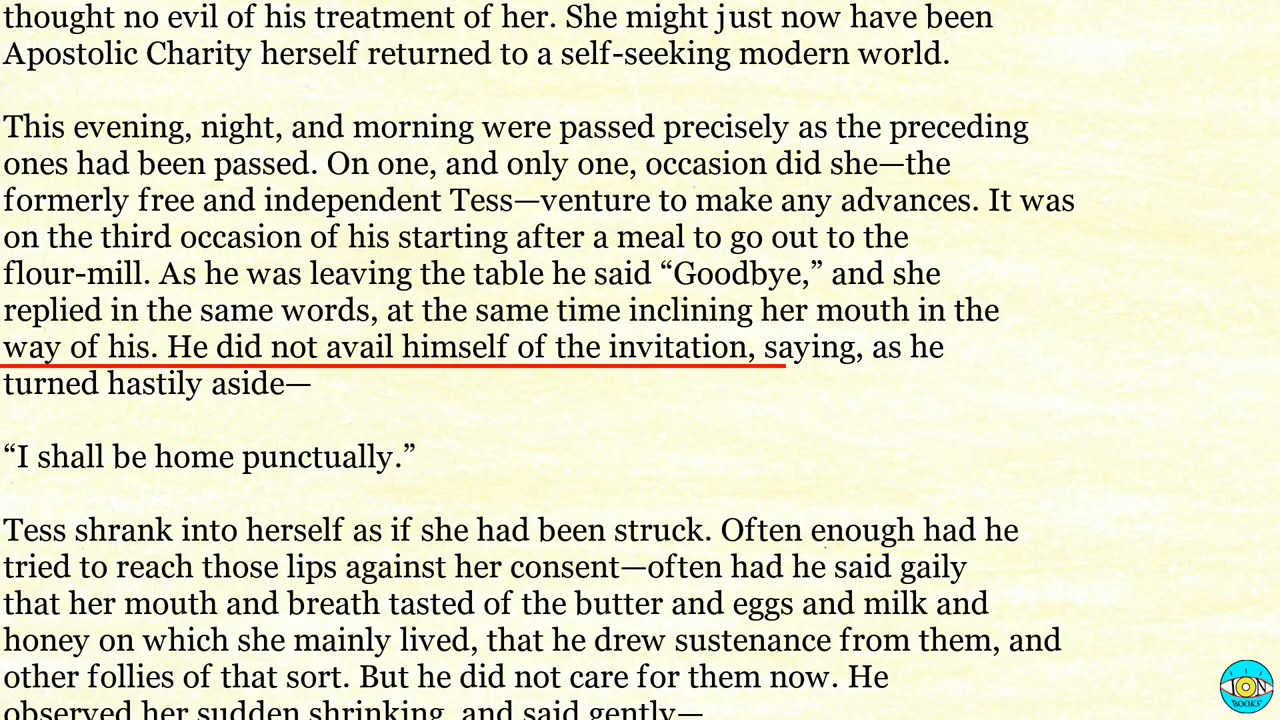 thought no evil of his treatment of her. She might just now have been
Apostolic Charity herself returned to a self-seeking modern world.
This evening, night, and morning were passed precisely as the preceding
ones had been passed. On one, and only one, occasion did she—the
formerly free and independent Tess—venture to make any advances. It was
on the third occasion of his starting after a meal to go out to the
flour-mill. As he was leaving the table he said “Goodbye,” and she
replied in the same words, at the same time inclining her mouth in the
way of his. He did not avail himself of the invitation, saying, as he
turned hastily aside—
“I shall be home punctually.”
Tess shrank into herself as if she had been struck. Often enough had he
tried to reach those lips against her consent—often had he said gaily
that her mouth and breath tasted of the butter and eggs and milk and
honey on which she mainly lived, that he drew sustenance from them, and
other follies of that sort. But he did not care for them now. He
observed her sudden shrinking, and said gently—
ION
BOOKS